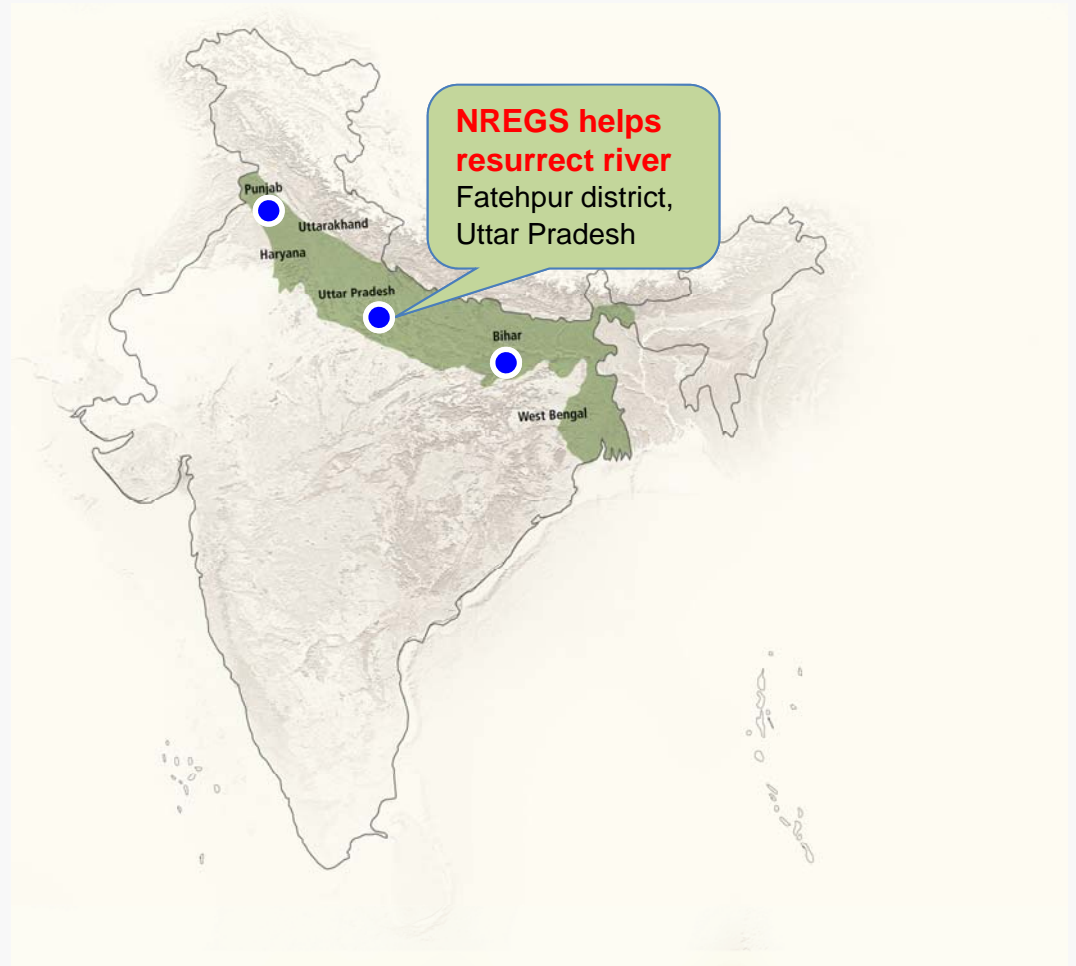 NREGS helps
resurrect river
Fatehpur district,
Uttar Pradesh
Punjab
Uttarakhand
Haryana
Uttar Pradesh
Bihar
West Bengal